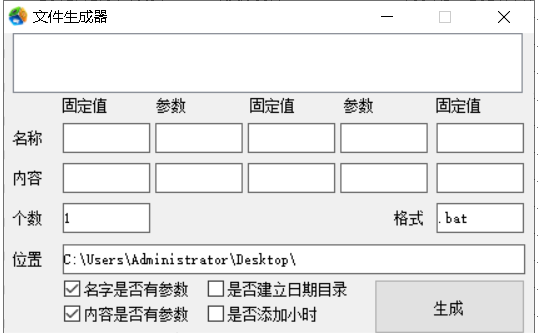 文件生成器
固定值 参数 固定值 参数 固定值
名称
内容
个数 1 格式 .bat
位置 C:\Users\Administrator\Desktop\
名字是否有参数 是否建立日期目录
内容是否有参数 是否添加小时
生成